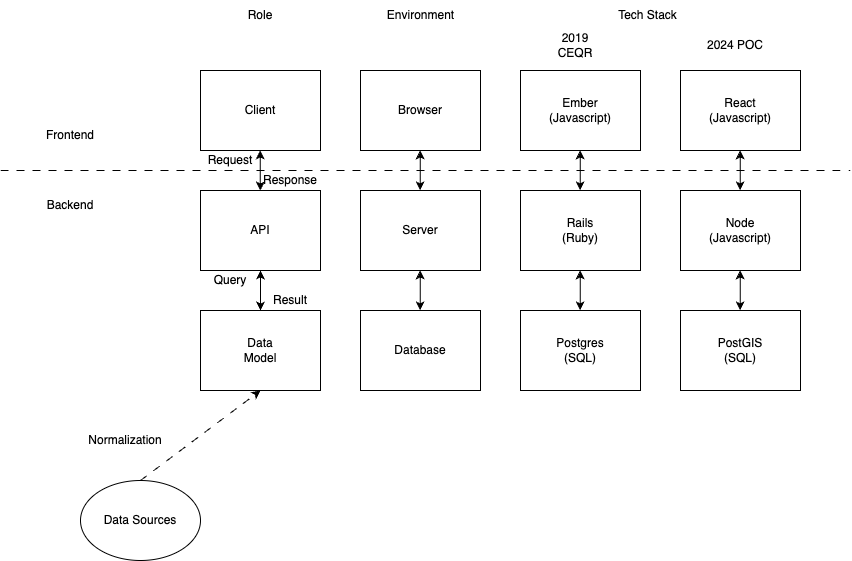 Role
Environment
Tech Stack
2019
CEQR
2024 POC
Client
Browser
Ember
(Javascript)
React
(Javascript)
Frontend
Request
Response
Backend
API
Server
Rails
(Ruby)
Node
(Javascript)
Query
Result
Data
Model
Database
Postgres
(SQL)
PostGIS
(SQL)
Normalization
Data Sources